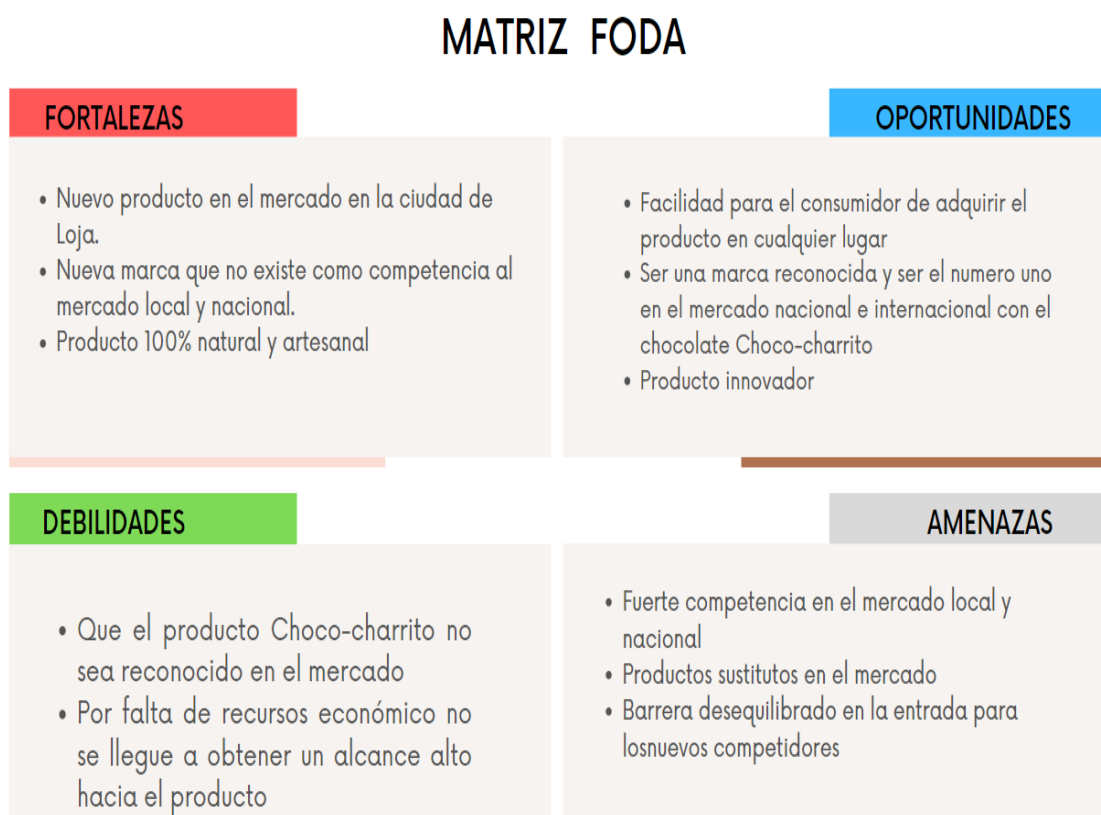 MATRIZ FODA
FORTALEZAS
• Nuevo producto en el mercado en la ciudad de
Loja.
• Nueva marca que no existe como competencia al
mercado local y nacional.
• Producto 100% natural y artesanal
OPORTUNIDADES
• Facilidad para el consumidor de adquirir el
producto en cualquier lugar
• Ser una marca reconocida y ser el numero uno
en el mercado nacional e internacional con el
chocolate Choco-charrito
• Producto innovador
DEBILIDADES
• Que el producto Choco-charrito no
sea reconocido en el mercado
• Por falta de recursos económico no
se llegue a obtener un alcance alto
hacia el producto
AMENAZAS
• Fuerte competencia en el mercado local y
nacional
• Productos sustitutos en el mercado
• Barrera desequilibrado en la entrada para
losnuevos competidores